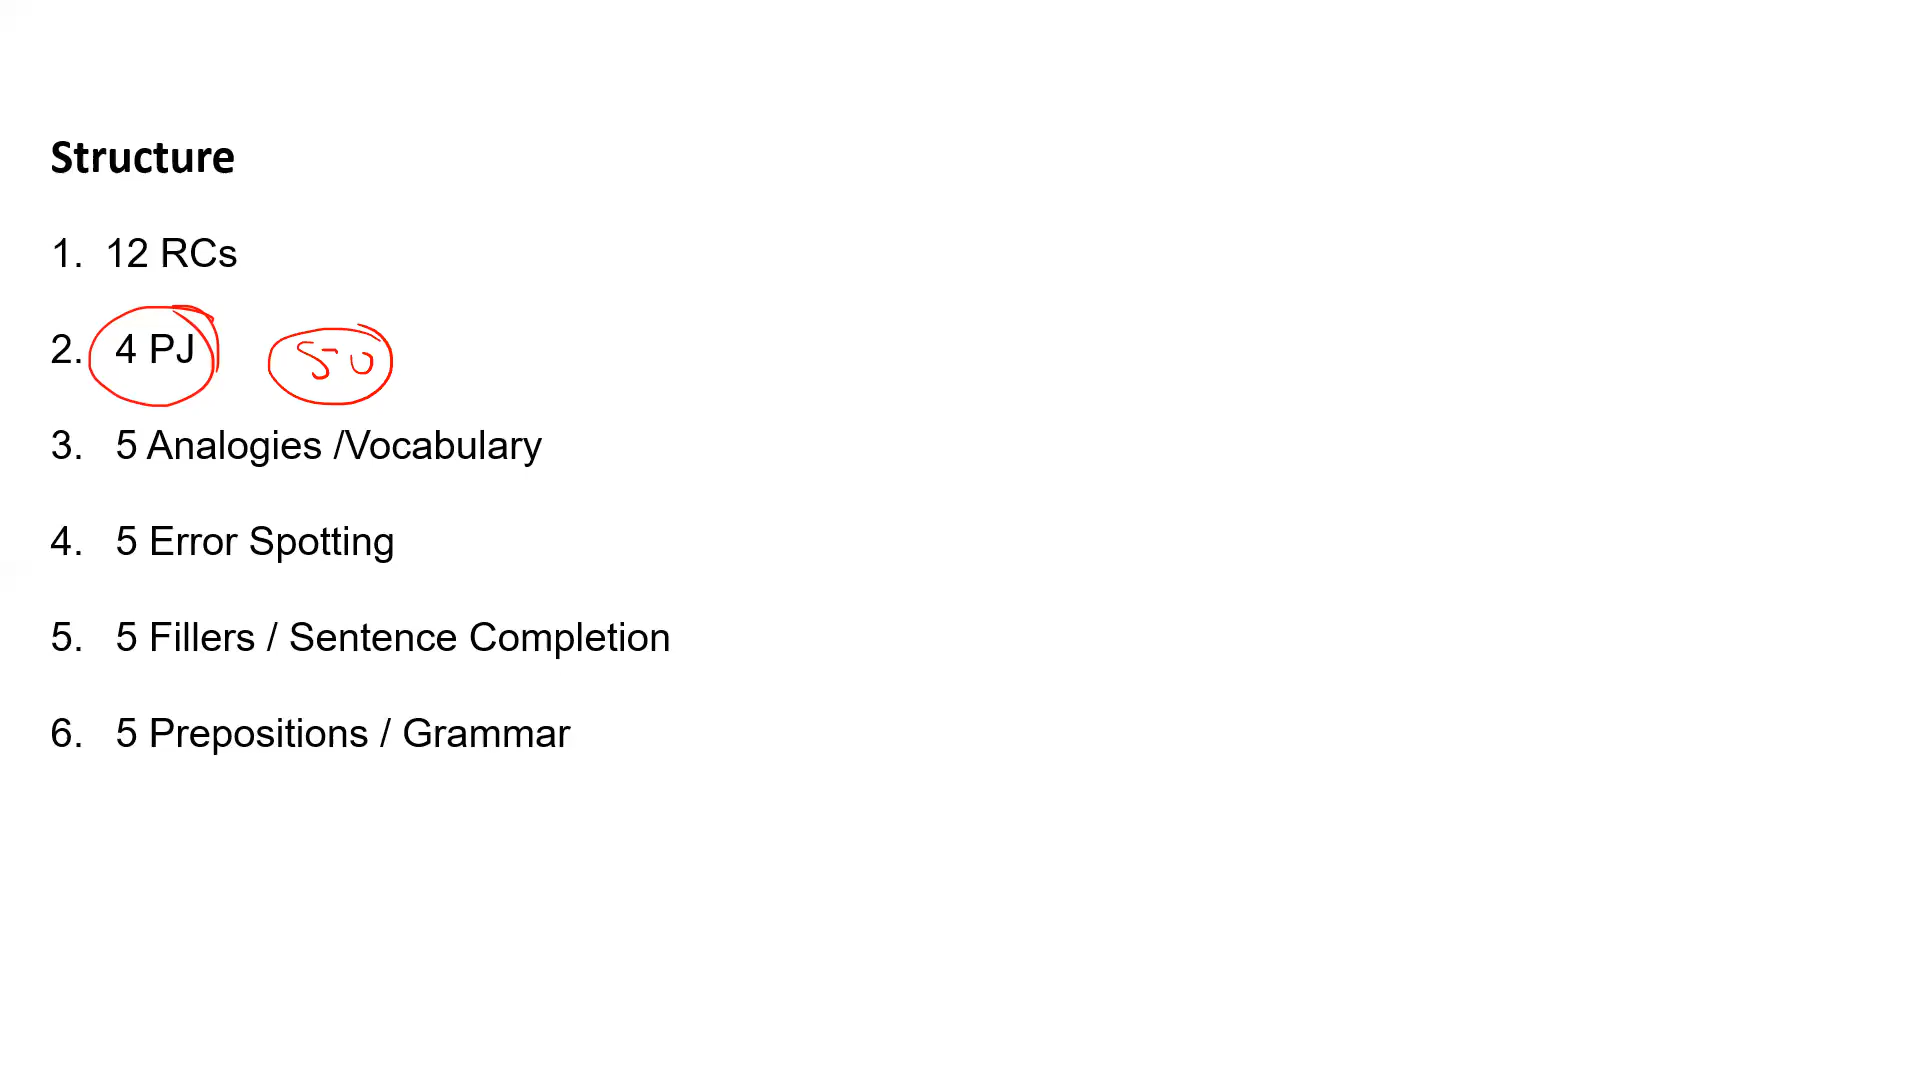 Structure
1. 12 RCs
2. 4 PJ 50
3. 5 Analogies /Vocabulary
4. 5 Error Spotting
5. 5 Fillers / Sentence Completion
6. 5 Prepositions / Grammar